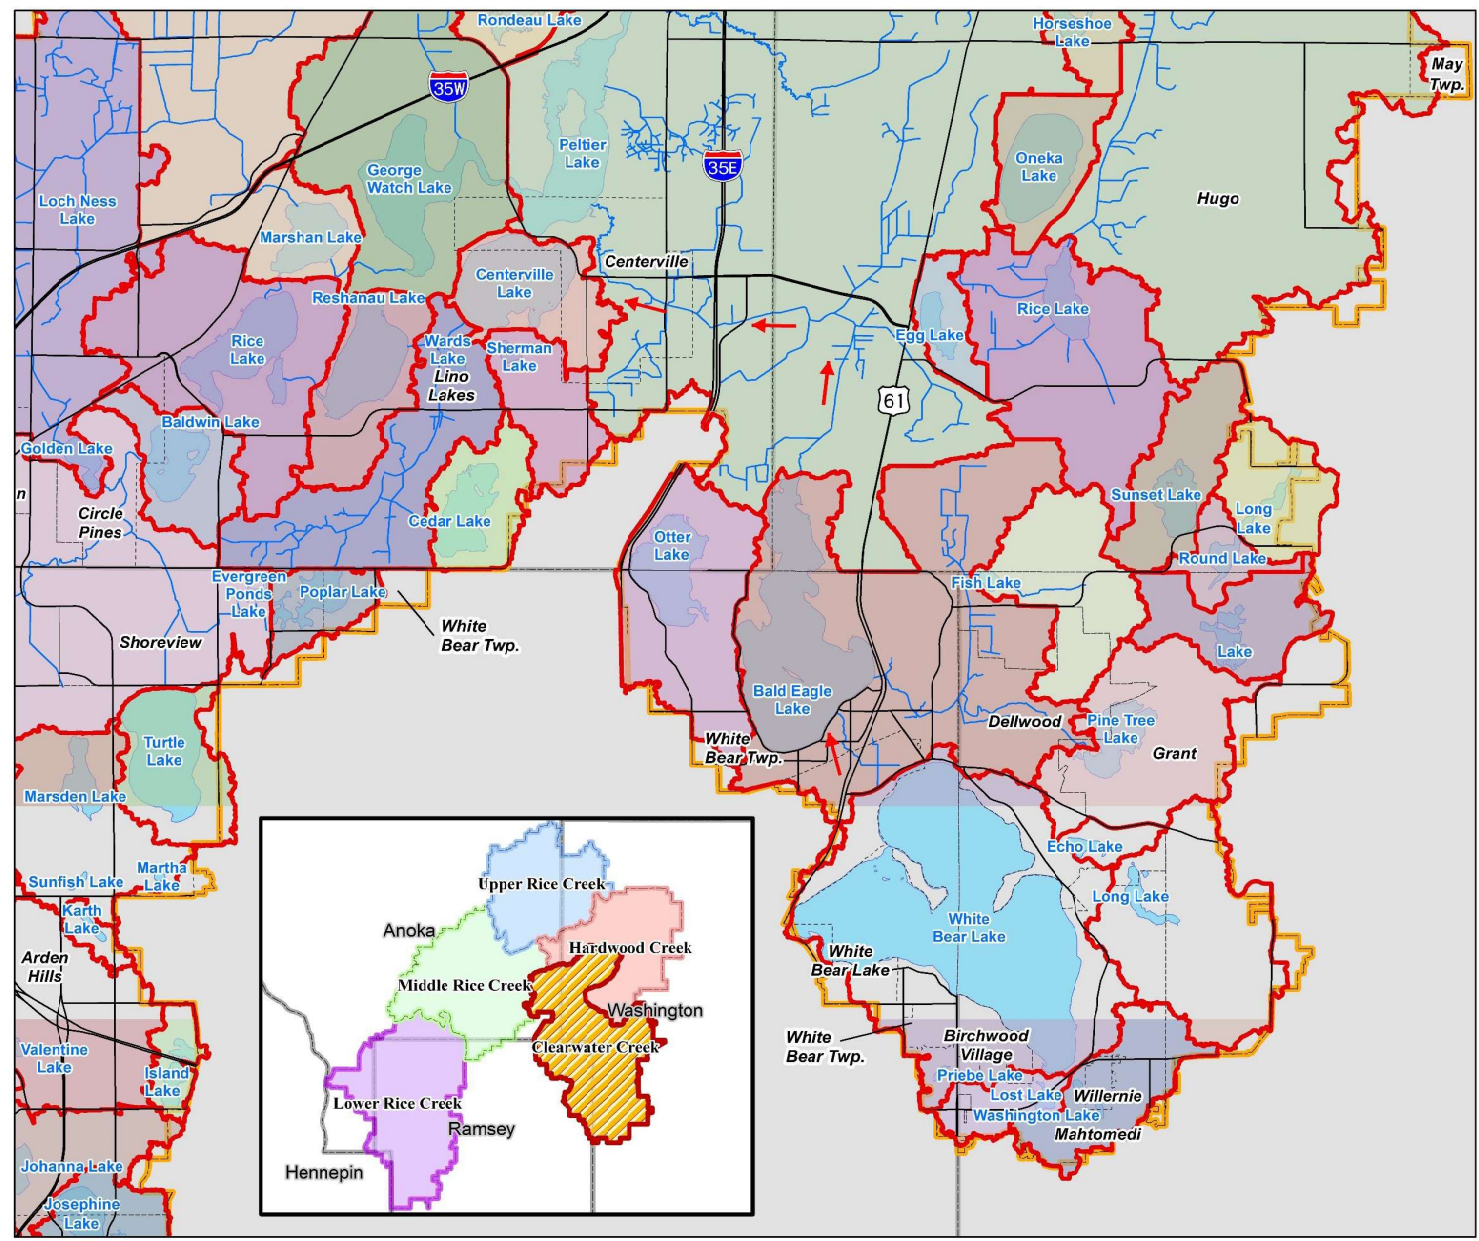 Rondeau Lake
Horseshoe
Lake
May
Twp.
35W
Peltier
Lake
35E
Oneka
Lake
George
Watch Lake
Loch Ness
Lake
Hugo
Marshan Lake
Centerville
Centerville
Lake
Reshanau Lake
Rice Lake
Egg Lake
Rice
Lake
Wards
Lake
Sherman
Lake
Lino
Lakes
61
Baldwin Lake
Golden Lake
n
Circle
Pines
Cedar Lake
Sunset Lake
Long
Lake
Otter
Lake
Round Lake
Evergreen
Ponds
Lake
Poplar Lake
Fish Lake
Shoreview
White
Bear Twp.
Lake
Bald Eagle
Lake
Dellwood
Pine Tree
Lake
Grant
Turtle
Lake
White
Bear Twp.
Marsden Lake
Echo Lake
Martha
Lake
Sunfish Lake
Long Lake
Karth
Lake
White
Bear Lake
Arden
Hills
White
Bear Lake
White
Bear Twp.
Birchwood
Village
Valentine
Lake
Island
Lake
Priebe Lake
Lost Lake
Willernie
Washington Lake
Mahtomedi
Johanna Lake
Josephine
Lake
Upper Rice Creek
Anoka
Hardwood Creek
Middle Rice Creek
Washington
Clearwater Creek
Lower Rice Creek
Ramsey
Hennepin